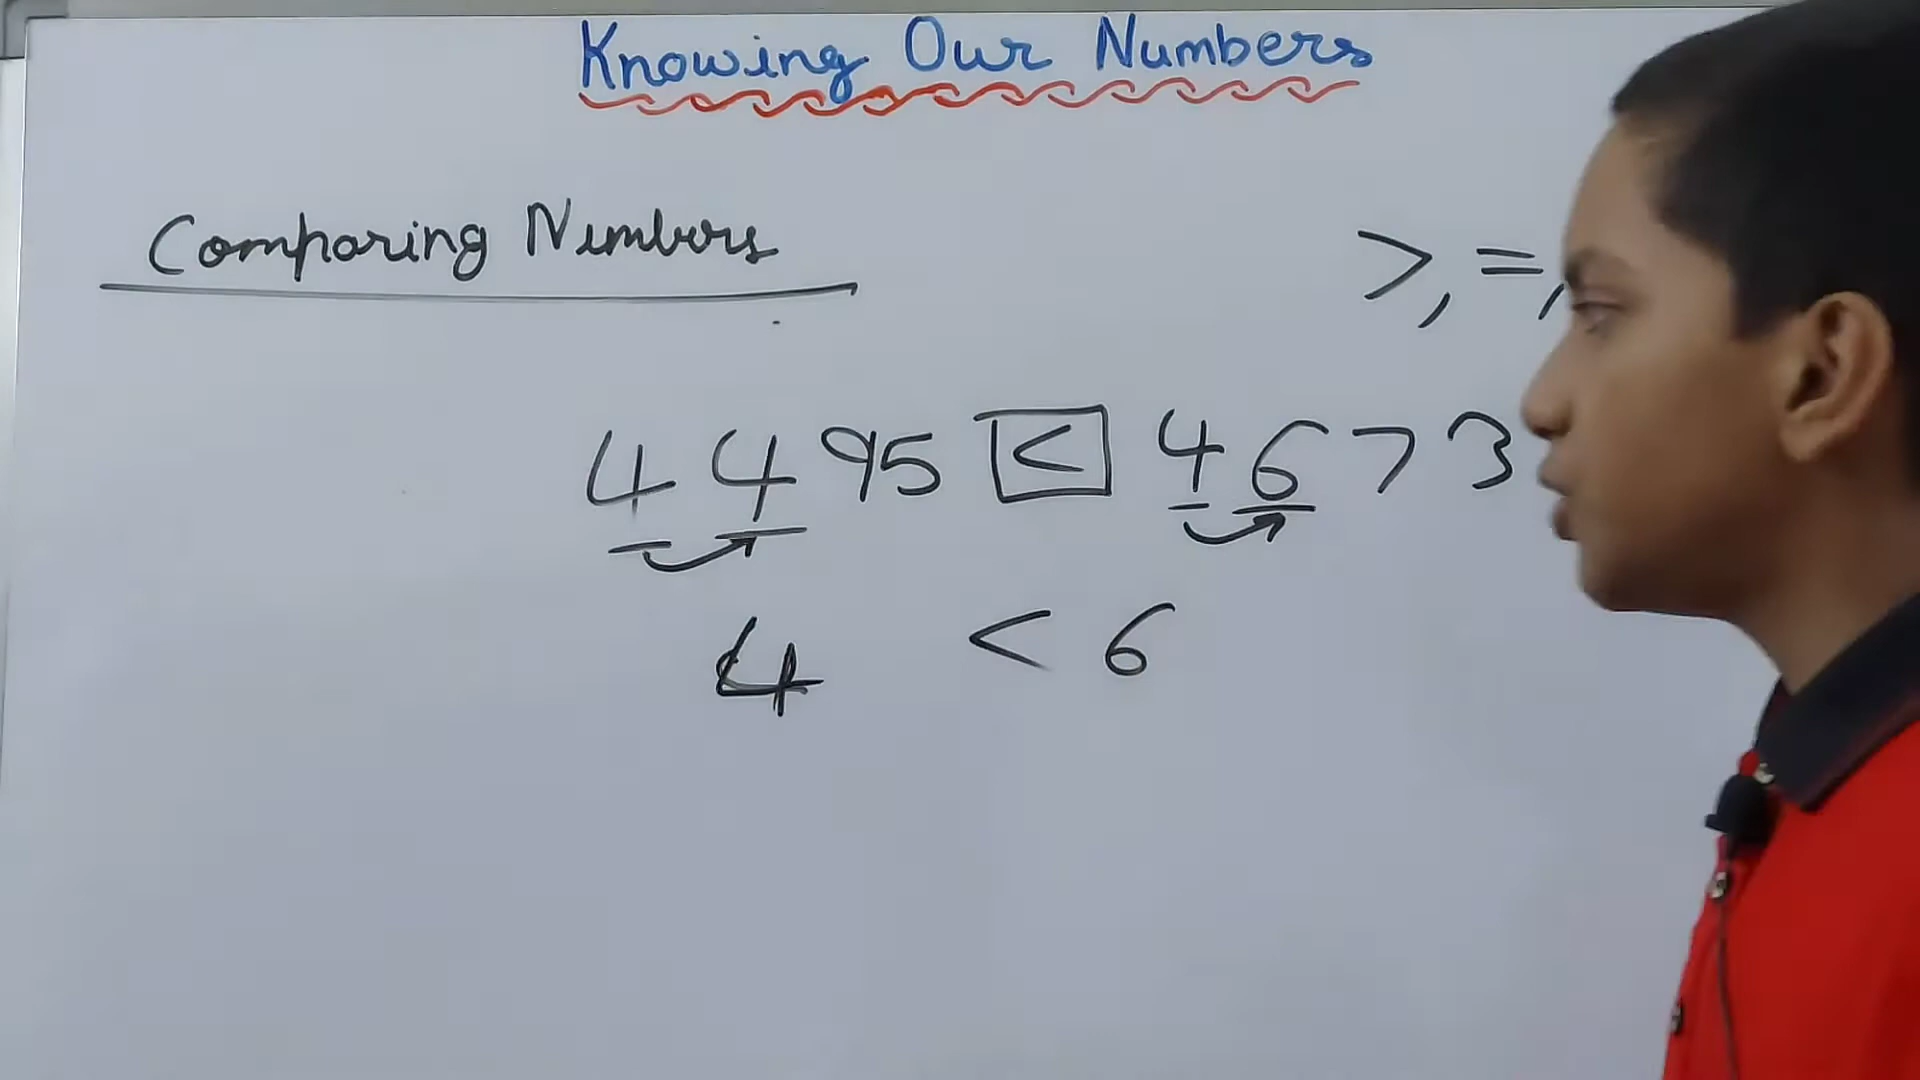 Knowing Our Numbers
Comparing Numbers
>, =,
4495 < 4673
4 < 6